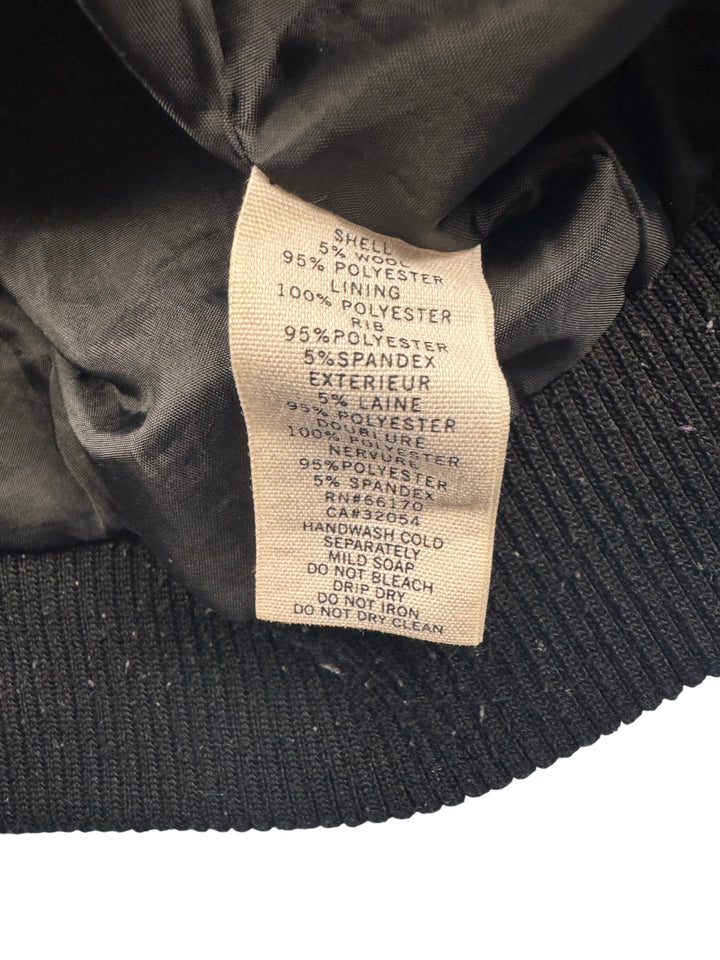 SHELL
5% WOOL
95% POLYESTER
LINING
100% POLYESTER
RIB
95%POLYESTER
5%SPANDEX
EXTERIEUR
5% LAINE
95% POLYESTER
DOUBLURE
100% POLYESTER
NERVURE
95%POLYESTER
5% SPANDEX
RN#66170
CA#32054
HANDWASH COLD
SEPARATELY
MILD SOAP
DO NOT BLEACH
DRIP DRY
DO NOT IRON
DO NOT DRY CLEAN